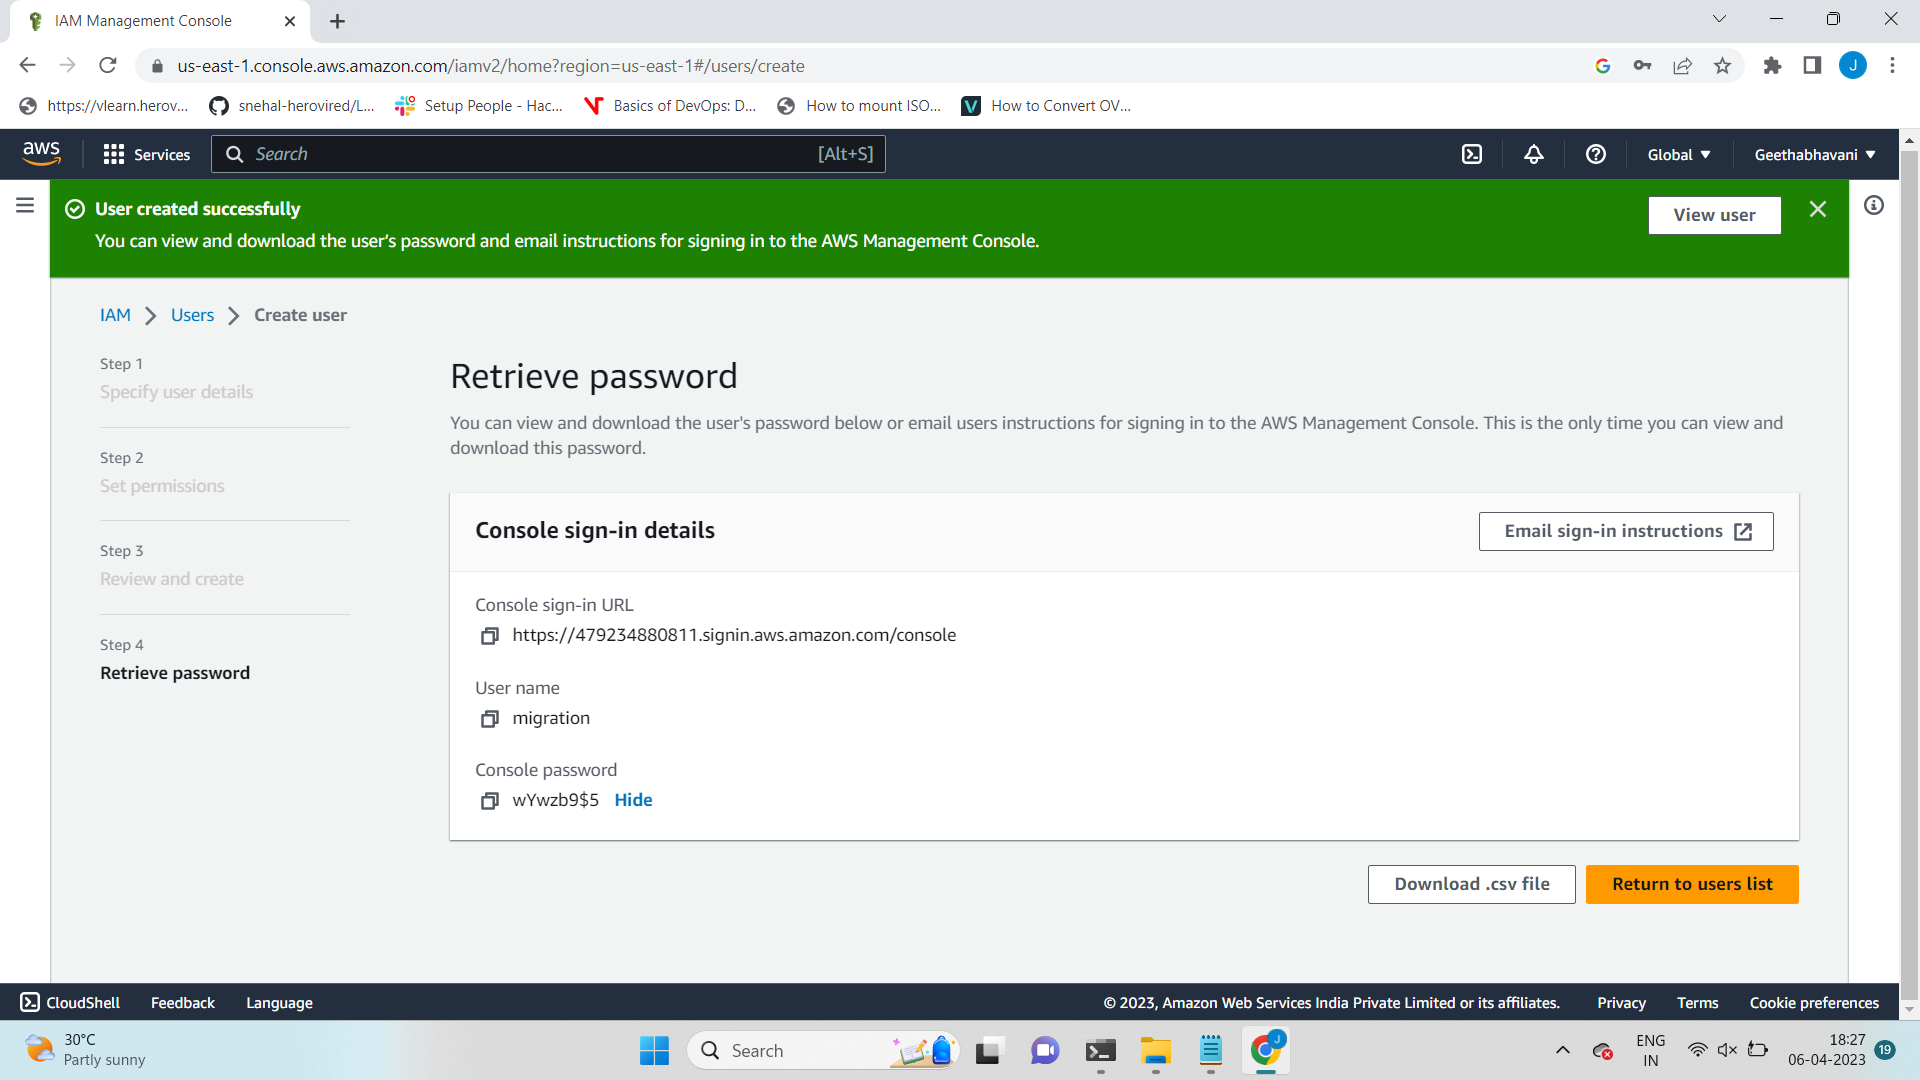 IAM Management Console
us-east-1.console.aws.amazon.com/iamv2/home?region=us-east-1#/users/create
J
https://vlearn.herov...
snehal-herovired/L...
Setup People - Hac...
Basics of DevOps: D...
How to mount ISO...
How to Convert OV...
aws
Services
Search
[Alt+S]
Global
Geethabhavani
User created successfully
You can view and download the user's password and email instructions for signing in to the AWS Management Console.
View user
IAM
Users
Create user
Step 1
Specify user details
Step 2
Set permissions
Step 3
Review and create
Step 4
Retrieve password
Retrieve password
You can view and download the user's password below or email users instructions for signing in to the AWS Management Console. This is the only time you can view and
download this password.
Console sign-in details
Email sign-in instructions
Console sign-in URL
https://479234880811.signin.aws.amazon.com/console
User name
migration
Console password
wYwzb9$5 Hide
Download .csv file
Return to users list
CloudShell
Feedback
Language
© 2023, Amazon Web Services India Private Limited or its affiliates.
Privacy
Terms
Cookie preferences
30°C
Partly sunny
Search
J
ENG
IN
18:27
06-04-2023
19